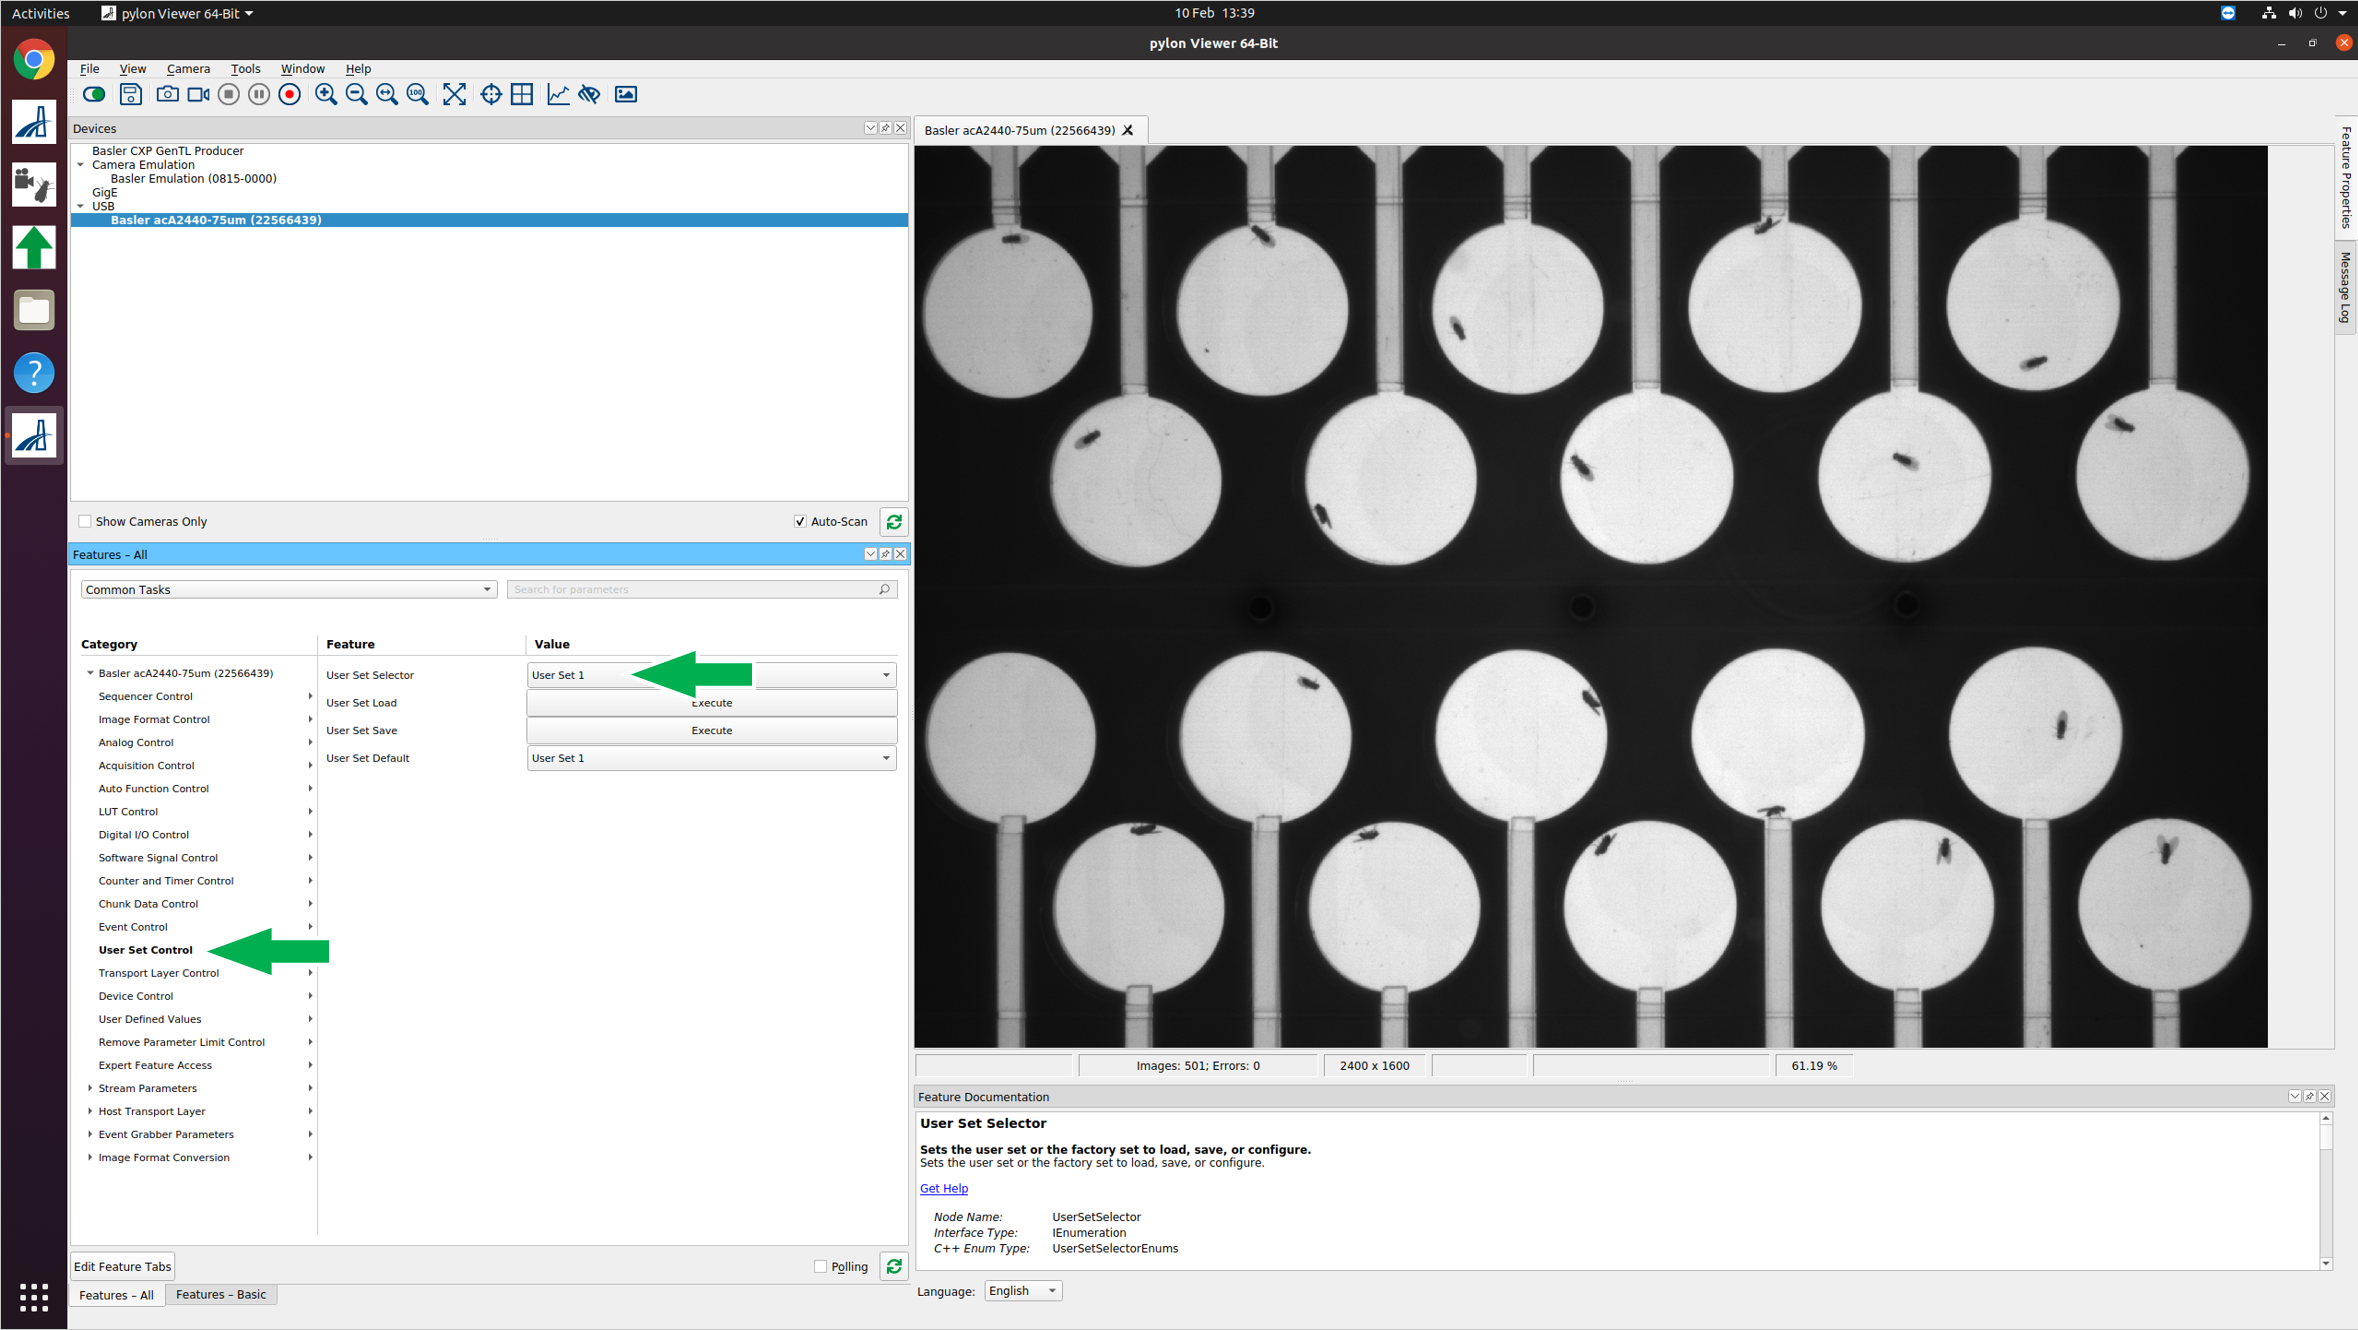 Activities
pylon Viewer 64-Bit
10 Feb 13:39
pylon Viewer 64-Bit
File View Camera Tools Window Help
100
Devices
Basler CXP GenTL Producer
Camera Emulation
Basler Emulation (0815-0000)
GigE
USB
Basler acA2440-75um (22566439)
Show Cameras Only
Auto-Scan
Features – All
Common Tasks
Search for parameters
Category
Feature
Value
Basler acA2440-75um (22566439)
Sequencer Control
Image Format Control
Analog Control
Acquisition Control
Auto Function Control
LUT Control
Digital I/O Control
Software Signal Control
Counter and Timer Control
Chunk Data Control
Event Control
User Set Control
Transport Layer Control
Device Control
User Defined Values
Remove Parameter Limit Control
Expert Feature Access
Stream Parameters
Host Transport Layer
Event Grabber Parameters
Image Format Conversion
User Set Selector
User Set 1
User Set Load
Execute
User Set Save
Execute
User Set Default
User Set 1
Edit Feature Tabs
Polling
Features – All
Features – Basic
Basler acA2440-75um (22566439)
Images: 501; Errors: 0
2400 x 1600
61.19 %
Feature Documentation
User Set Selector
Sets the user set or the factory set to load, save, or configure.
Sets the user set or the factory set to load, save, or configure.
Get Help
Node Name: UserSetSelector
Interface Type: IEnumeration
C++ Enum Type: UserSetSelectorEnums
Language: English
Feature Properties
Message Log